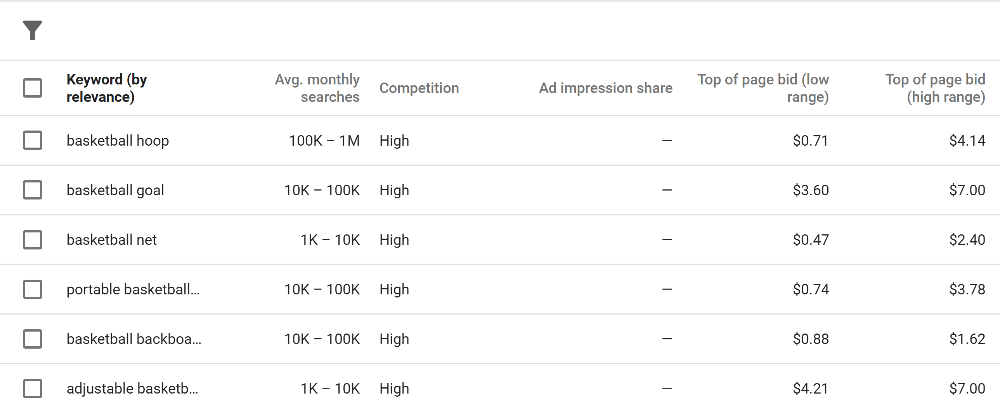 Keyword (by relevance) Avg. monthly searches Competition Ad impression share Top of page bid (low range) Top of page bid (high range)
basketball hoop 100K – 1M High — $0.71 $4.14
basketball goal 10K – 100K High — $3.60 $7.00
basketball net 1K – 10K High — $0.47 $2.40
portable basketball... 10K – 100K High — $0.74 $3.78
basketball backboa... 10K – 100K High — $0.88 $1.62
adjustable basketb... 1K – 10K High — $4.21 $7.00